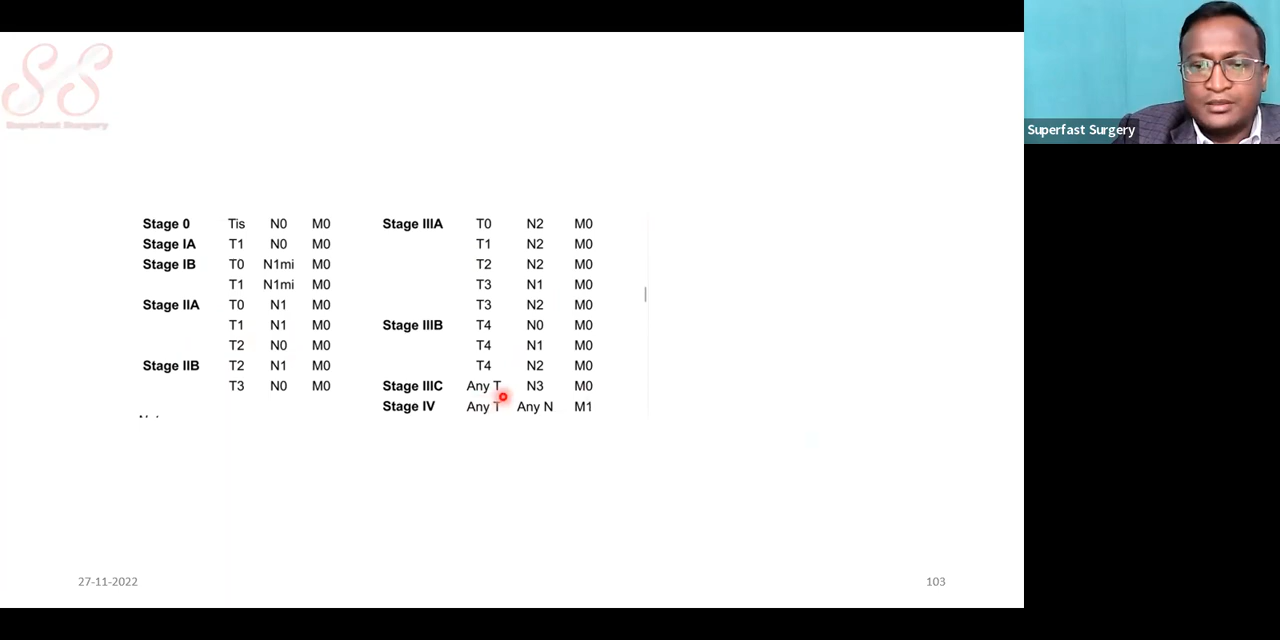 SS
Superfast Surgery
Superfast Surgery
Stage 0 Tis N0 M0
Stage IA T1 N0 M0
Stage IB T0 N1mi M0
T1 N1mi M0
Stage IIA T0 N1 M0
T1 N1 M0
T2 N0 M0
Stage IIB T2 N1 M0
T3 N0 M0
Stage IIIA T0 N2 M0
T1 N2 M0
T2 N2 M0
T3 N1 M0
T3 N2 M0
Stage IIIB T4 N0 M0
T4 N1 M0
T4 N2 M0
Stage IIIC Any T N3 M0
Stage IV Any T Any N M1
27-11-2022
103